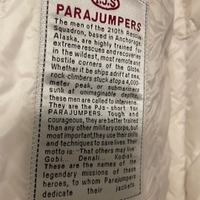 P.J.S
PARAJUMPERS
The men of the 210th Rescue
Squadron, based in Anchorage,
Alaska, are highly trained for
extreme rescues and recovery
in the wildest, most remote and
hostile corners of the Globe.
Whether it be ships adrift at sea,
rock-climbers stuck atop a 4,000-
meter peak, or submarines
sunk at unimaginable depths,
these men are called to intervene.
They are the PJs-short for
PARAJUMPERS. Tough and
courageous, they are better trained
than any other military corps, but
most important, they use their skills
and techniques to save lives. Their
motto is: "That others may live"
Gobi... Denali... Kodiak...
These are the names of the
legendary missions of these
heroes, to whom Parajumpers
dedicate their jackets.